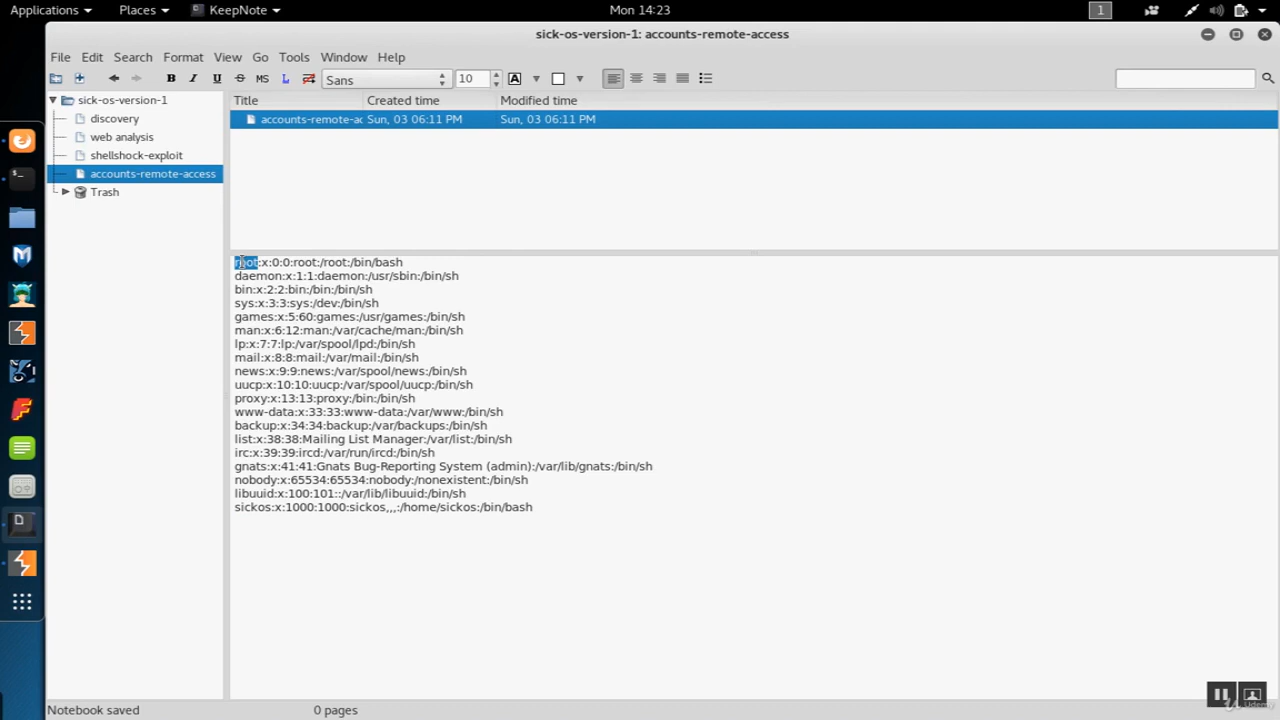 Applications Places KeepNote Mon 14:23 1
sick-os-version-1: accounts-remote-access
File Edit Search Format View Go Tools Window Help
B I U S MS L Sans 10 A
sick-os-version-1
discovery
web analysis
shellshock-exploit
accounts-remote-access
Trash
Title Created time Modified time
accounts-remote-ac Sun, 03 06:11 PM Sun, 03 06:11 PM
root:x:0:0:root:/root:/bin/bash
daemon:x:1:1:daemon:/usr/sbin:/bin/sh
bin:x:2:2:bin:/bin:/bin/sh
sys:x:3:3:sys:/dev:/bin/sh
games:x:5:60:games:/usr/games:/bin/sh
man:x:6:12:man:/var/cache/man:/bin/sh
lp:x:7:7:lp:/var/spool/lpd:/bin/sh
mail:x:8:8:mail:/var/mail:/bin/sh
news:x:9:9:news:/var/spool/news:/bin/sh
uucp:x:10:10:uucp:/var/spool/uucp:/bin/sh
proxy:x:13:13:proxy:/bin:/bin/sh
www-data:x:33:33:www-data:/var/www:/bin/sh
backup:x:34:34:backup:/var/backups:/bin/sh
list:x:38:38:Mailing List Manager:/var/list:/bin/sh
irc:x:39:39:ircd:/var/run/ircd:/bin/sh
gnats:x:41:41:Gnats Bug-Reporting System (admin):/var/lib/gnats:/bin/sh
nobody:x:65534:65534:nobody:/nonexistent:/bin/sh
libuuid:x:100:101::/var/lib/libuuid:/bin/sh
sickos:x:1000:1000:sickos,,,:/home/sickos:/bin/bash
Udemy
Notebook saved 0 pages